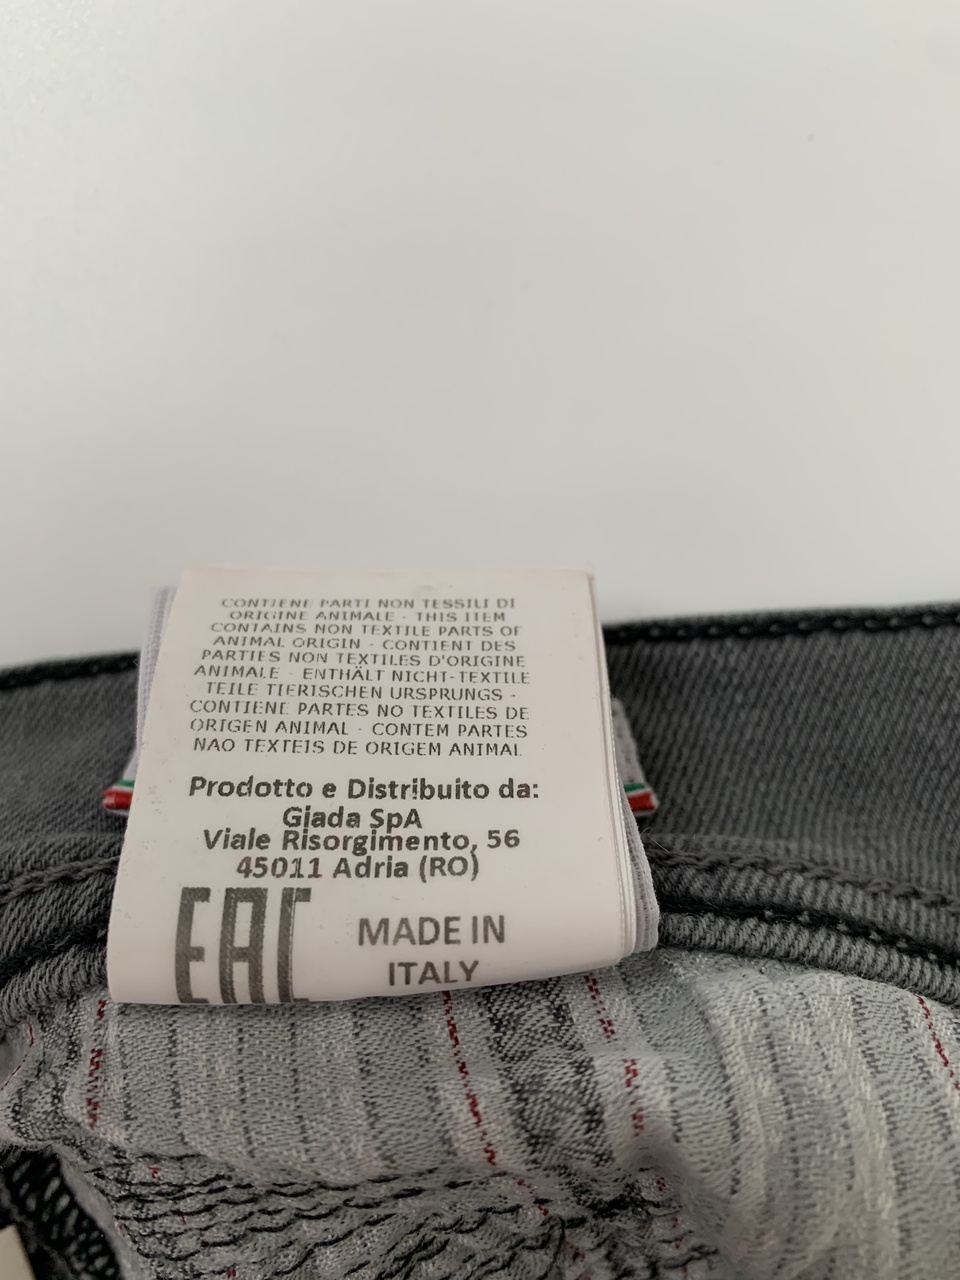 CONTIENE PARTI NON TESSILI DI
ORIGINE ANIMALE - THIS ITEM
CONTAINS NON TEXTILE PARTS OF
ANIMAL ORIGIN - CONTIENT DES
PARTIES NON TEXTILES D'ORIGINE
ANIMALE - ENTHÄLT NICHT-TEXTILE
TEILE TIERISCHEN URSPRUNGS -
CONTIENE PARTES NO TEXTILES DE
ORIGEN ANIMAL - CONTEM PARTES
NAO TEXTEIS DE ORIGEM ANIMAL
Prodotto e Distribuito da:
Giada SpA
Viale Risorgimento, 56
45011 Adria (RO)
EAC
MADE IN
ITALY